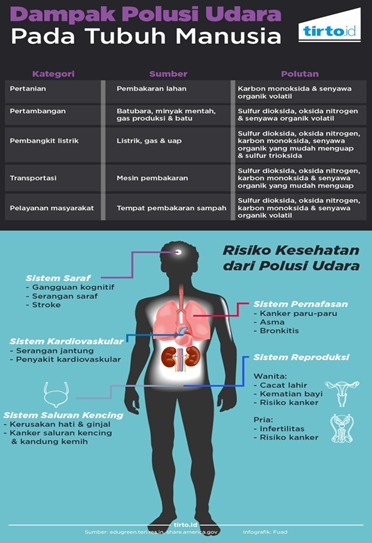 Dampak Polusi Udara
Pada Tubuh Manusia
tirto.id
Kategori Sumber Polutan
Pertanian Pembakaran lahan Karbon monoksida & senyawa
organik volatil
Pertambangan Batubara, minyak mentah,
gas produksi & batu
Sulfur dioksida, oksida nitrogen
& senyawa organik volatil
Pembangkit listrik Listrik, gas & uap
Sulfur dioksida, oksida nitrogen,
karbon monoksida, senyawa
organik yang mudah menguap
& sulfur trioksida
Transportasi Mesin pembakaran
Sulfur dioksida, oksida nitrogen,
karbon monoksida & senyawa
organik yang mudah menguap
Pelayanan masyarakat Tempat pembakaran sampah
Sulfur dioksida, oksida nitrogen,
karbon monoksida & senyawa
organik volatil
Risiko Kesehatan
dari Polusi Udara
Sistem Saraf
- Gangguan kognitif
- Serangan saraf
- Stroke
Sistem Pernafasan
- Kanker paru-paru
- Asma
- Bronkitis
Sistem Kardiovaskular
- Serangan jantung
- Penyakit kardiovaskular
Sistem Reproduksi
Wanita:
- Cacat lahir
- Kematian bayi
- Risiko kanker
Pria:
- Infertilitas
- Risiko kanker
Sistem Saluran Kencing
- Kerusakan hati & ginjal
- Kanker saluran kencing
& kandung kemih
tirto.id
Infografik: Fuad